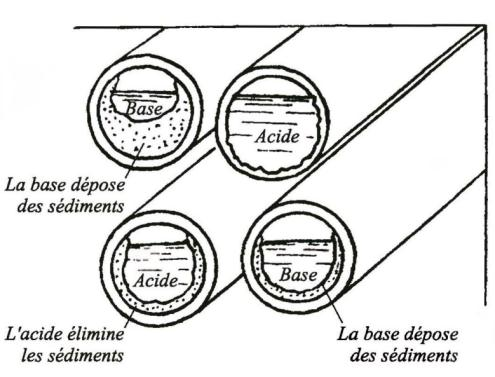 Base
Acide
La base dépose
des sédiments
Acide
Base
L'acide élimine
les sédiments
La base dépose
des sédiments